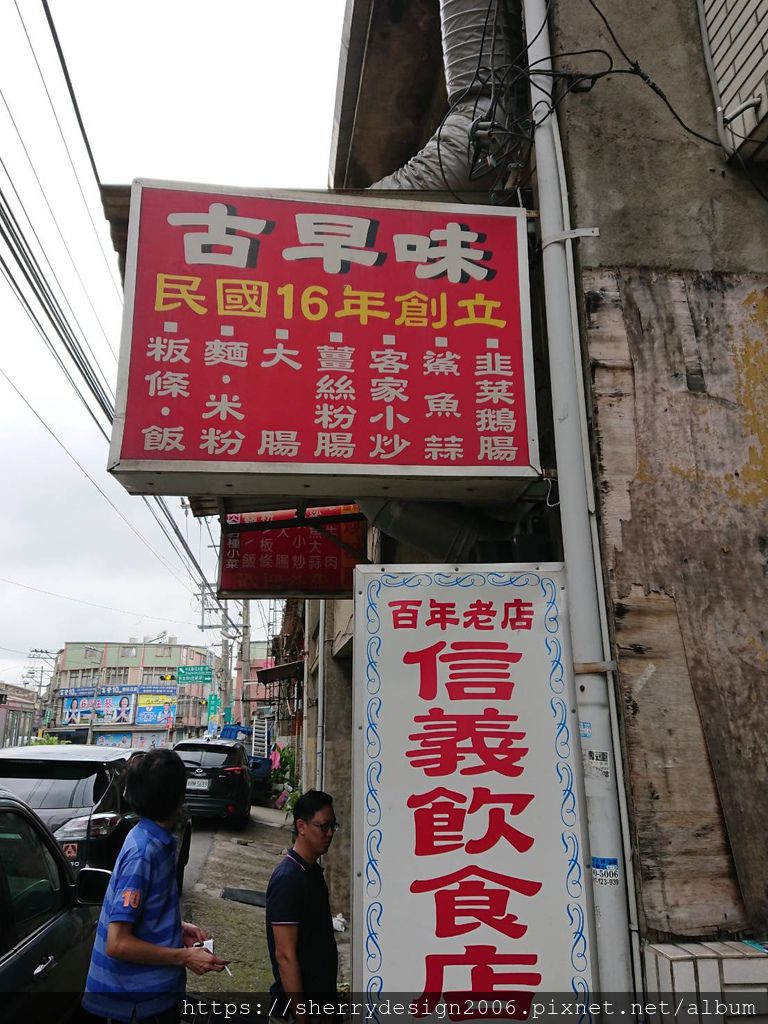 古早味
民國16年創立
韭菜鵝腸
鯊魚蒜
客家小炒
薑絲粉腸
大腸
麵·米粉
粄條·飯
百年老店
信義飲食店
10
https://sherrydesign2006.pixnet.net/album